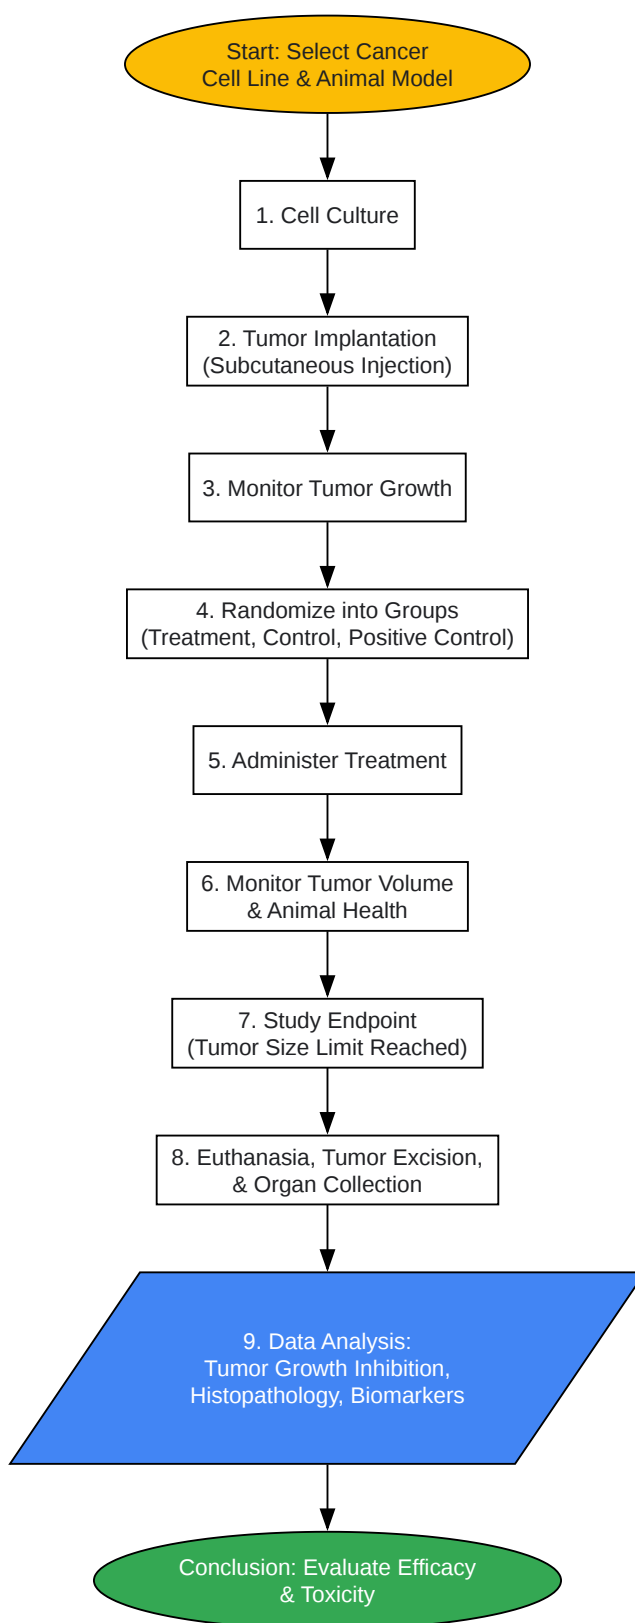 Start: Select Cancer
Cell Line & Animal Model
1. Cell Culture
2. Tumor Implantation
(Subcutaneous Injection)
3. Monitor Tumor Growth
4. Randomize into Groups
(Treatment, Control, Positive Control)
5. Administer Treatment
6. Monitor Tumor Volume
& Animal Health
7. Study Endpoint
(Tumor Size Limit Reached)
8. Euthanasia, Tumor Excision,
& Organ Collection
9. Data Analysis:
Tumor Growth Inhibition,
Histopathology, Biomarkers
Conclusion: Evaluate Efficacy
& Toxicity